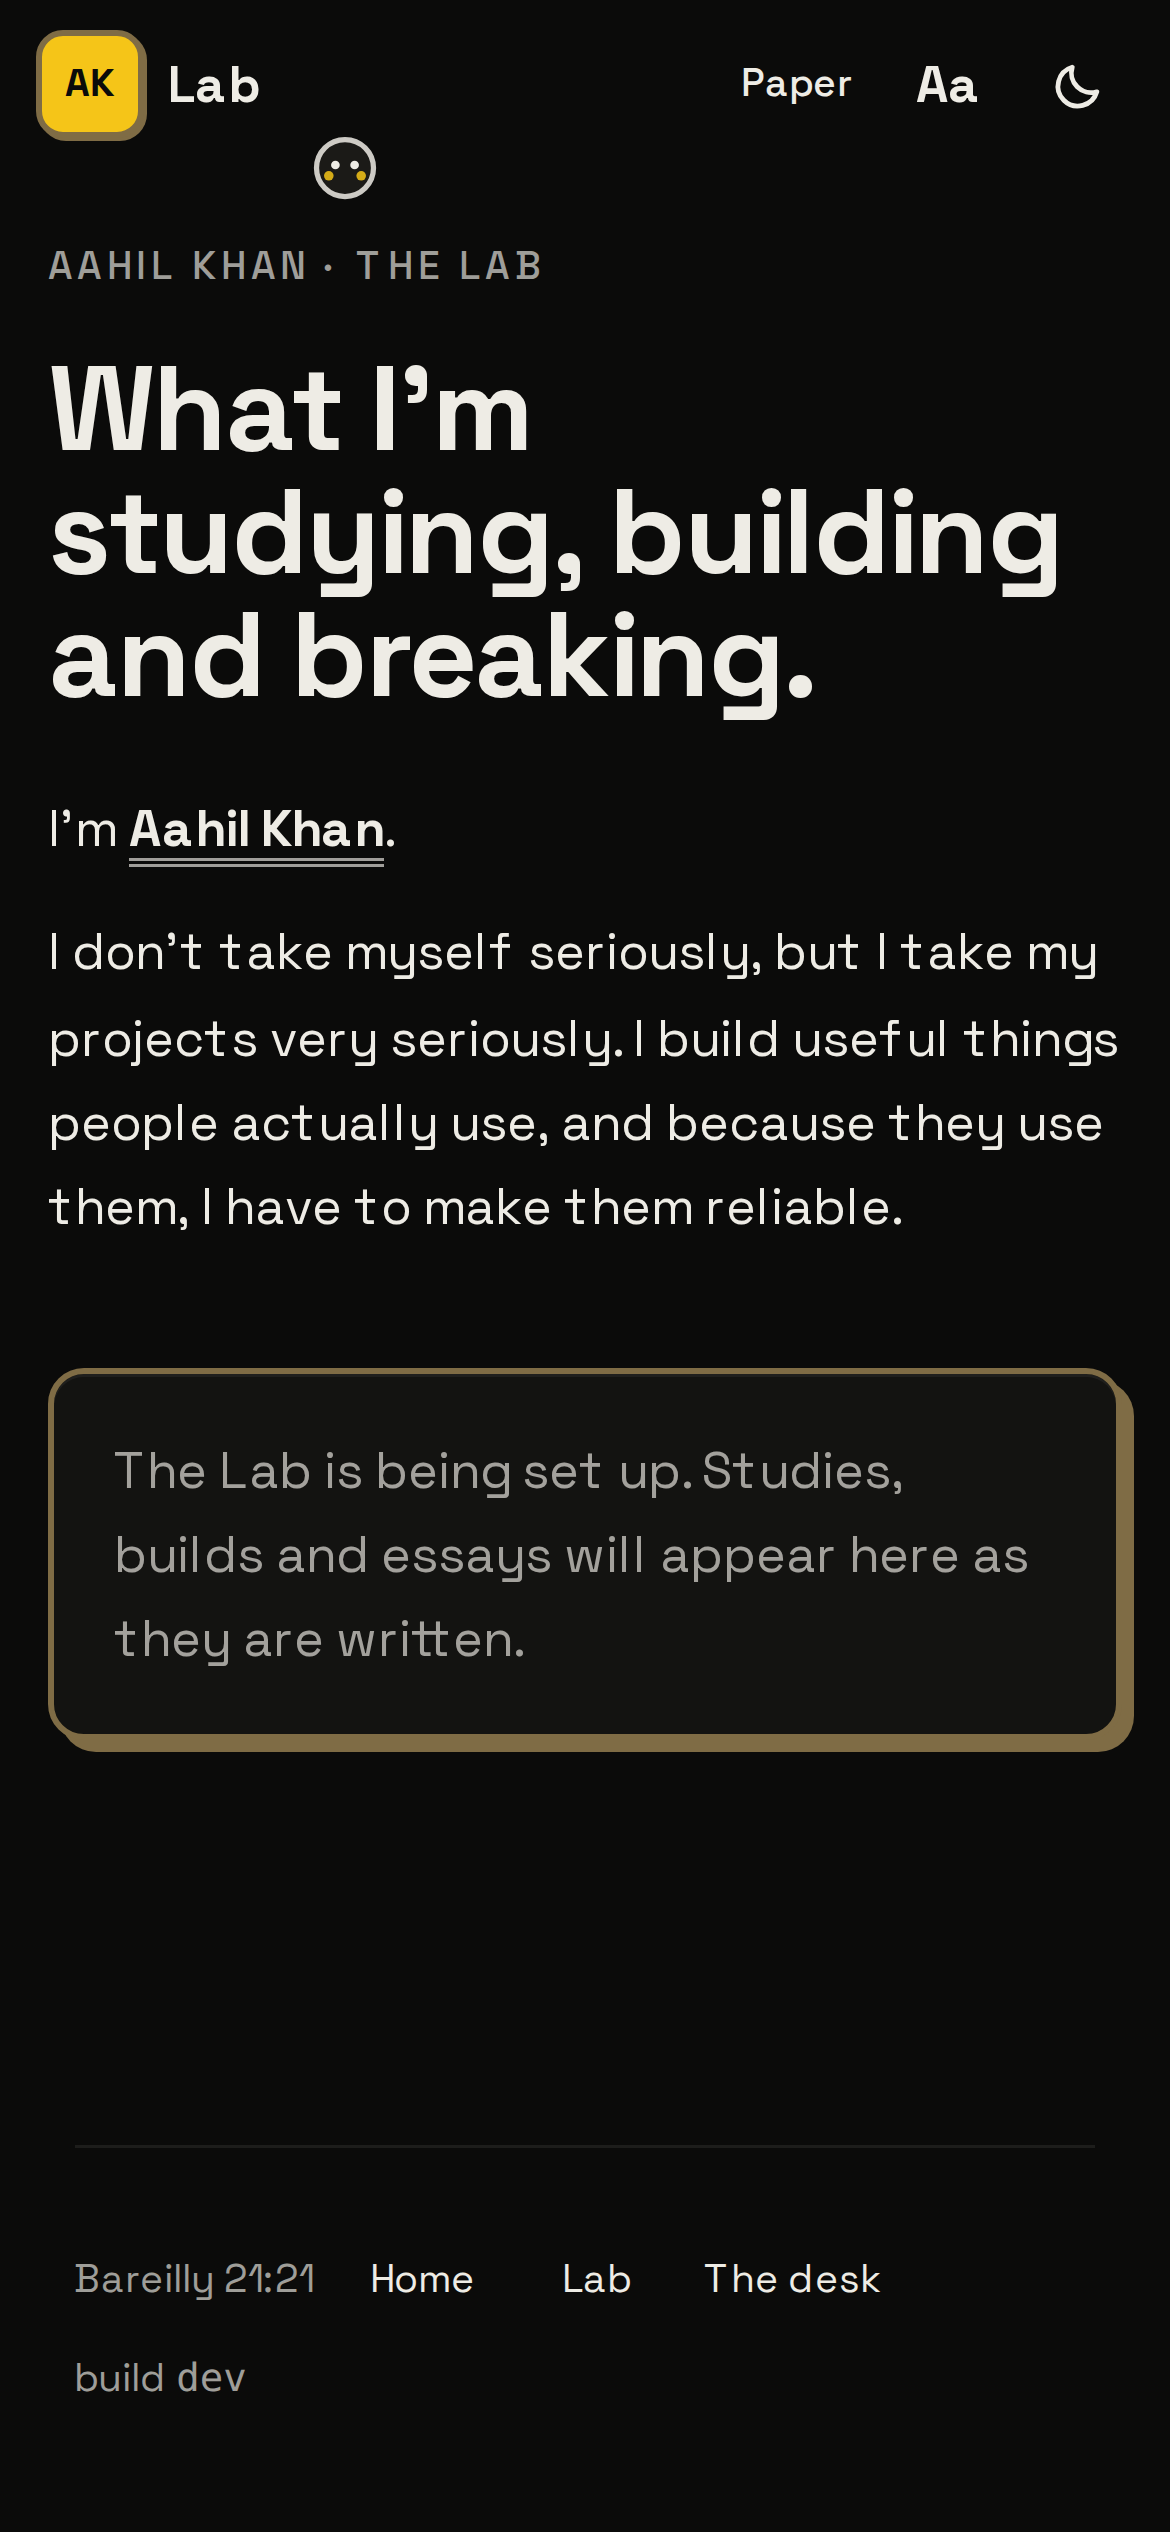 AK Lab Paper Aa
AAHIL KHAN · THE LAB
What I’m
studying, building
and breaking.
I’m Aahil Khan.
I don’t take myself seriously, but I take my
projects very seriously. I build useful things
people actually use, and because they use
them, I have to make them reliable.
The Lab is being set up. Studies,
builds and essays will appear here as
they are written.
Bareilly 21:21 Home Lab The desk
build dev